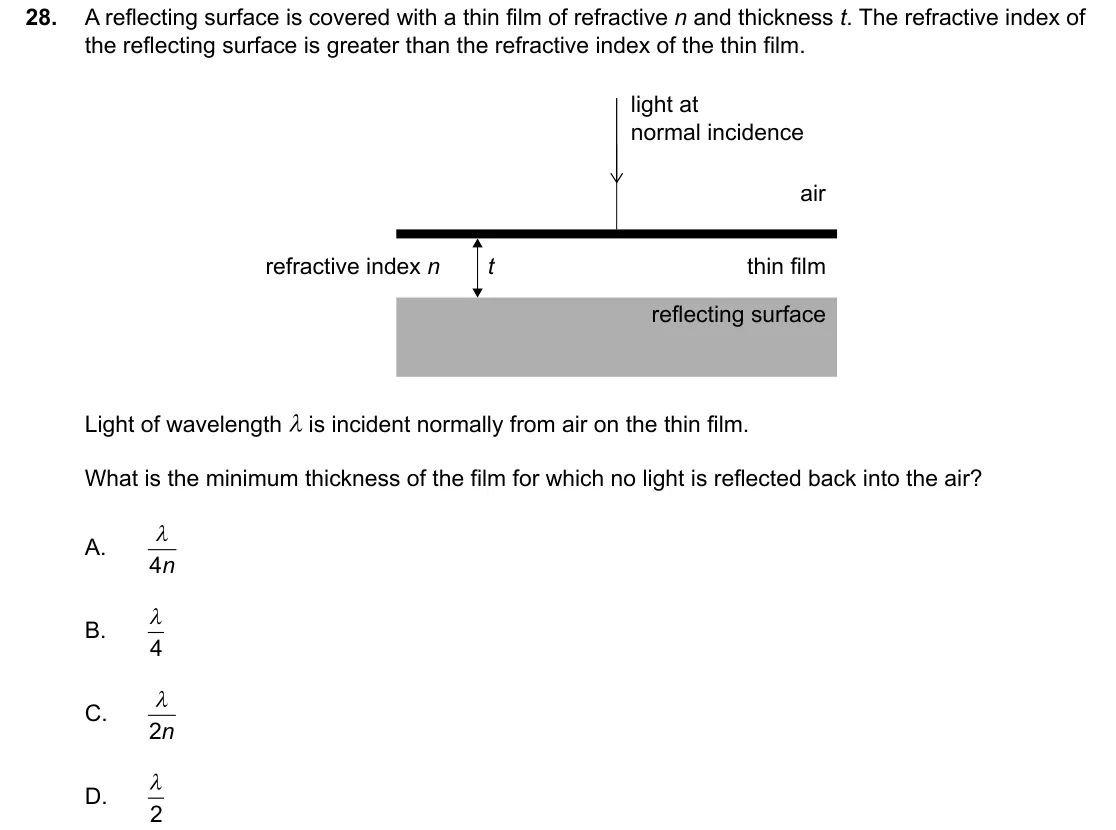 28. A reflecting surface is covered with a thin film of refractive n and thickness t. The refractive index of
the reflecting surface is greater than the refractive index of the thin film.
light at
normal incidence
air
refractive index n
t
thin film
reflecting surface
Light of wavelength λ is incident normally from air on the thin film.
What is the minimum thickness of the film for which no light is reflected back into the air?
A. λ/4n
B. λ/4
C. λ/2n
D. λ/2